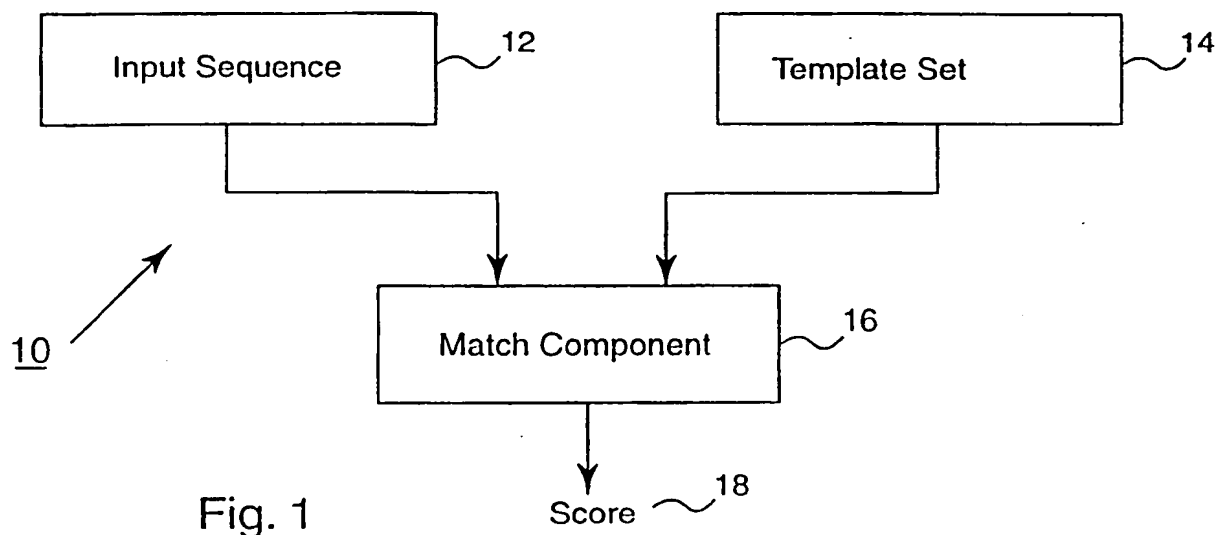 Input Sequence
12
Template Set
14
10
Match Component
16
Score
18
Fig. 1